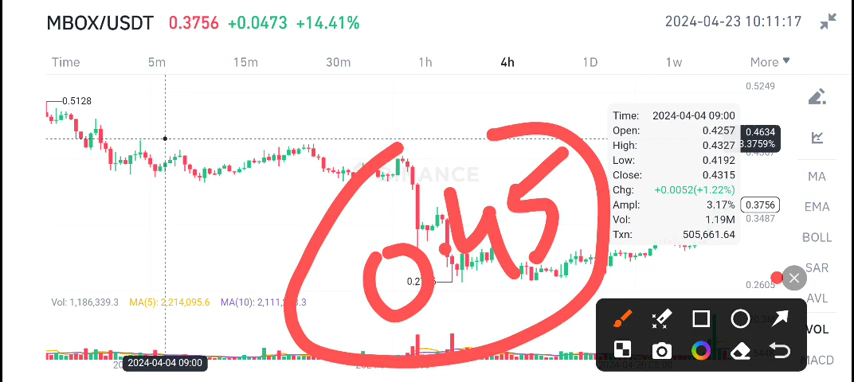 MBOX/USDT 0.3756 +0.0473 +14.41% 2024-04-23 10:11:17
Time 5m 15m 30m 1h 4h 1D 1w More
0.5128
0.5249
Time: 2024-04-04 09:00
Open: 0.4257
High: 0.4327
Low: 0.4192
Close: 0.4315
Chg: +0.0052(+1.22%)
Ampl: 3.17%
Vol: 1.19M
Txn: 505,661.64
0.4634
3.3759%
0.3756
0.3487
0.2605
0.45
MA
EMA
BOLL
SAR
AVL
VOL
MACD
Vol: 1,186,339.3 MA(5): 2,214,095.6 MA(10):
2024-04-04 09:00